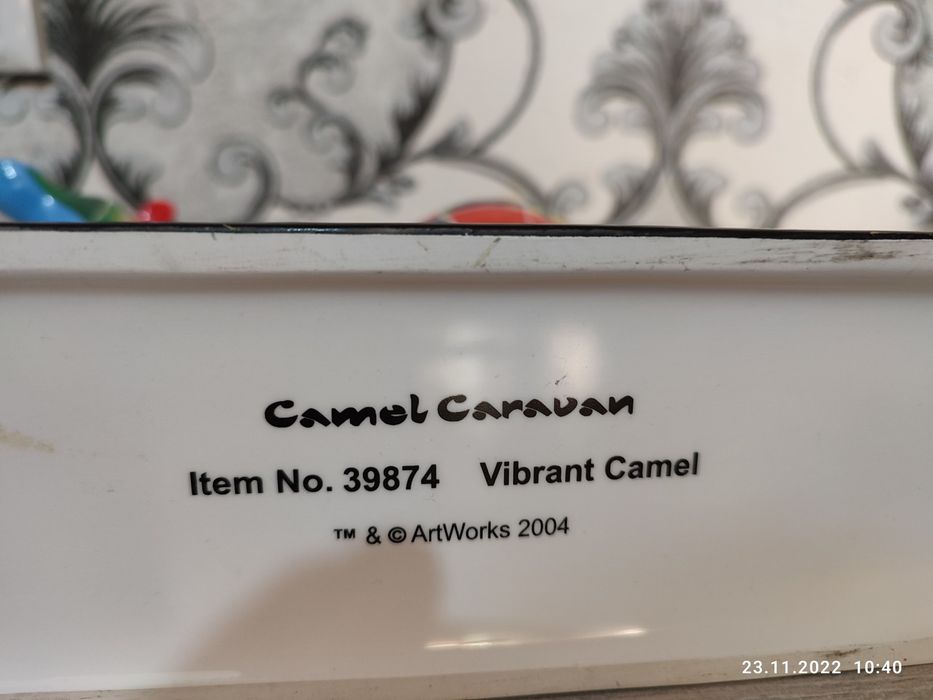 Camel Caravan
Item No. 39874 Vibrant Camel
™ & © ArtWorks 2004
23.11.2022 10:40